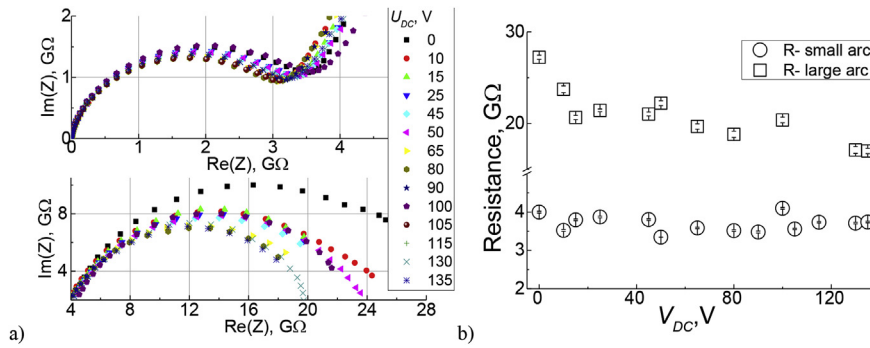 a)
Im(Z), GΩ
2
1
0
0 1 2 3 4
Re(Z), GΩ
Im(Z), GΩ
8
4
4 8 12 16 20 24 28
Re(Z), GΩ
U_DC, V
0
10
15
25
45
50
65
80
90
100
105
115
130
135
b)
Resistance, GΩ
30
20
5
4
3
2
0 40 80 120
V_DC, V
R- small arc
R- large arc